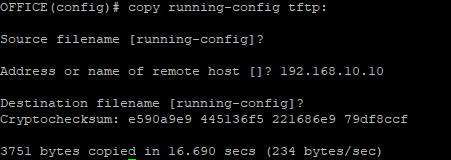 OFFICE(config)# copy running-config tftp:
Source filename [running-config]?
Address or name of remote host []? 192.168.10.10
Destination filename [running-config]?
Cryptochecksum: e590a9e9 445136f5 221686e9 79df8ccf
3751 bytes copied in 16.690 secs (234 bytes/sec)